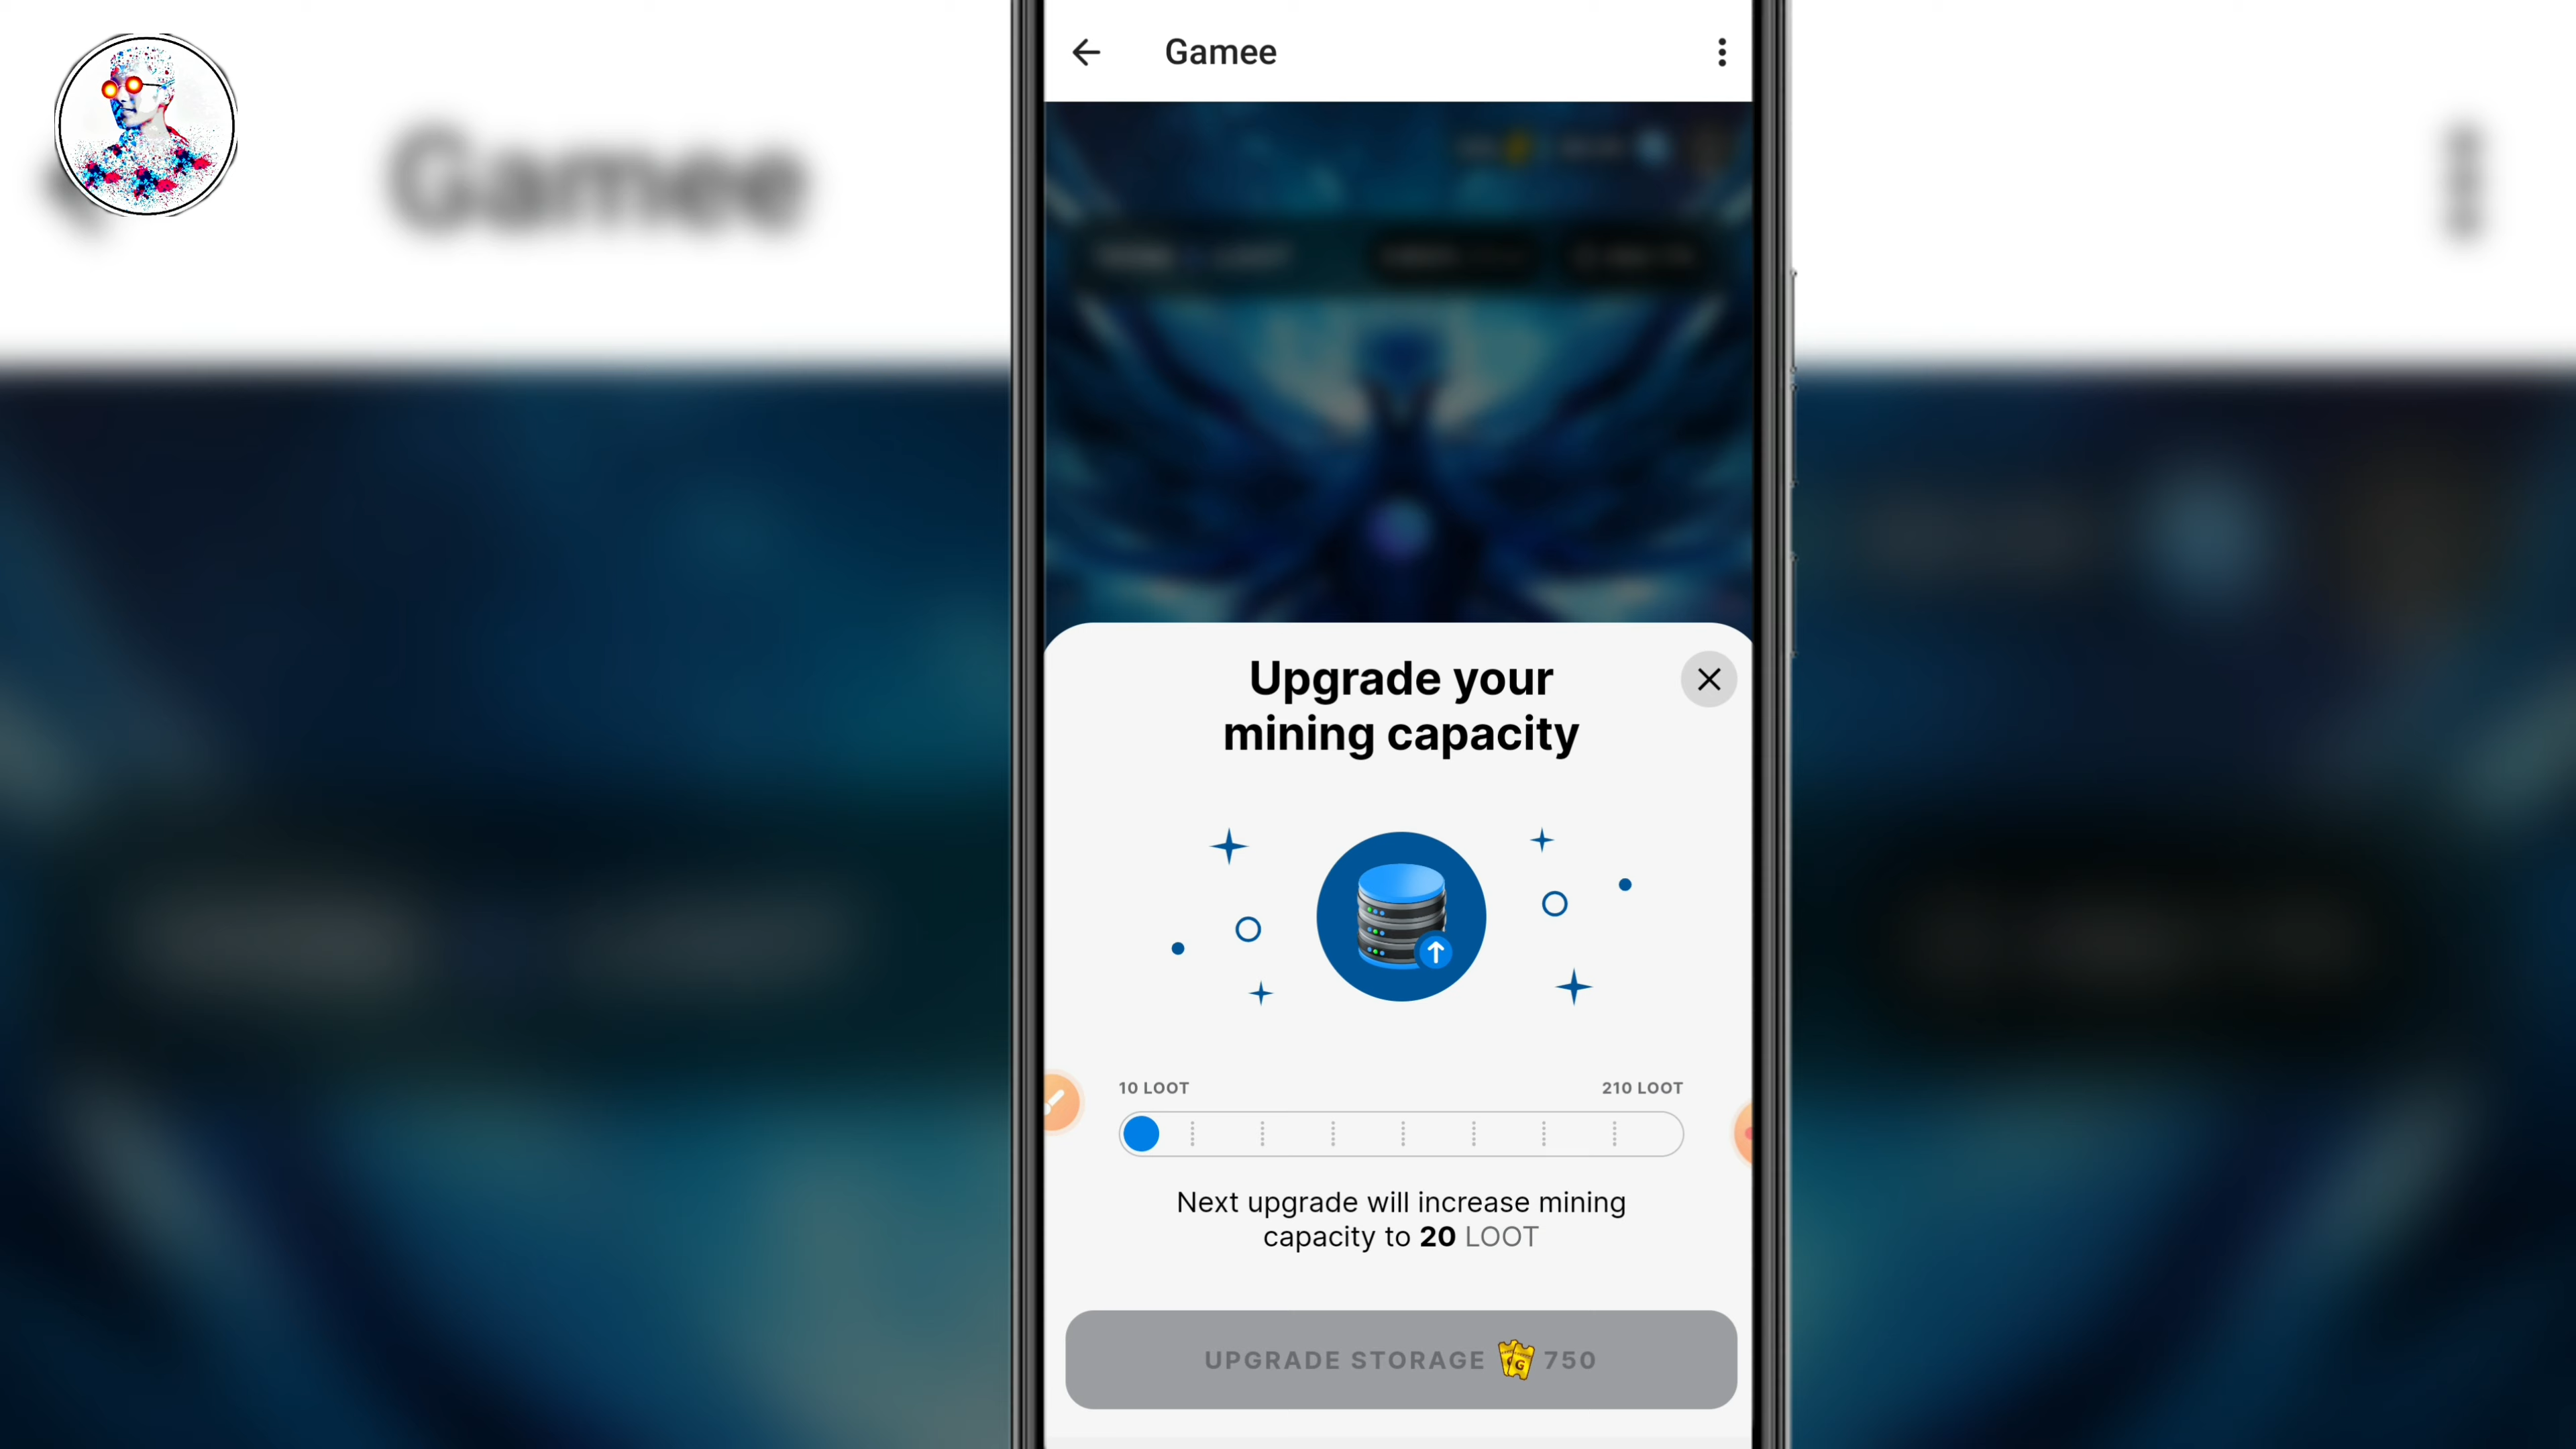 Gamee
Gamee
Upgrade your
mining capacity
10 LOOT
210 LOOT
Next upgrade will increase mining
capacity to 20 LOOT
UPGRADE STORAGE 750